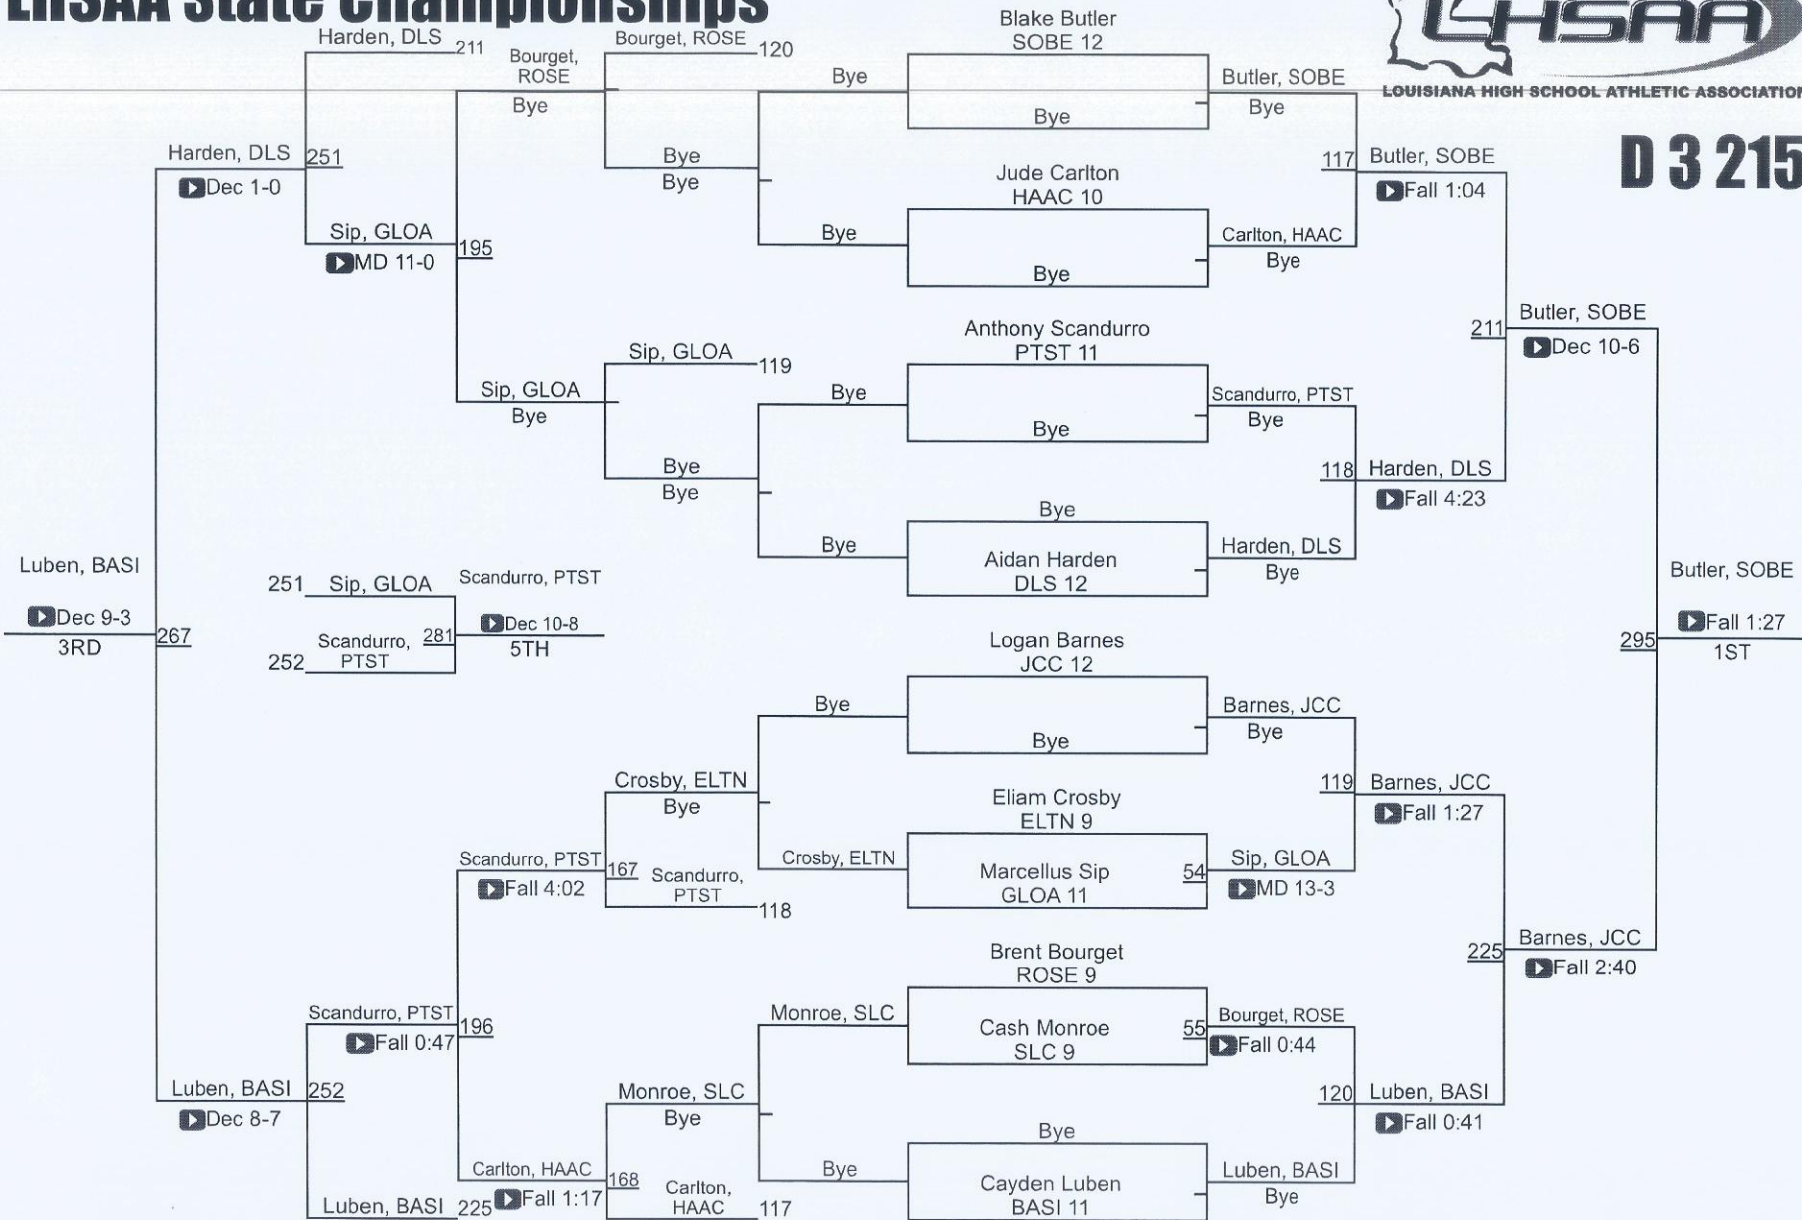 LHSAA State Championships
LHSAA
LOUISIANA HIGH SCHOOL ATHLETIC ASSOCIATION
D 3 215
Harden, DLS 211
Harden, DLS 251
Dec 1-0
Sip, GLOA 195
MD 11-0
Bourget,
ROSE
Bye
Bourget, ROSE 120
Bye
Bye
Sip, GLOA
Bye
Sip, GLOA 119
Bye
Bye
Bye
Bye
Bye
Bye
Blake Butler
SOBE 12
Bye
Jude Carlton
HAAC 10
Bye
Anthony Scandurro
PTST 11
Bye
Bye
Aidan Harden
DLS 12
Butler, SOBE
Bye
Carlton, HAAC
Bye
117 Butler, SOBE
Fall 1:04
Scandurro, PTST
Bye
Harden, DLS
Bye
118 Harden, DLS
Fall 4:23
211 Butler, SOBE
Dec 10-6
Luben, BASI
Dec 9-3
3RD
267
251 Sip, GLOA
252 Scandurro,
PTST
281
Scandurro, PTST
Dec 10-8
5TH
295
Butler, SOBE
Fall 1:27
1ST
Luben, BASI 252
Dec 8-7
Scandurro, PTST 196
Fall 0:47
Luben, BASI 225
Scandurro, PTST 167
Fall 4:02
Carlton, HAAC 168
Fall 1:17
Crosby, ELTN
Bye
Scandurro,
PTST
118
Monroe, SLC
Bye
Carlton,
HAAC
117
Bye
Crosby, ELTN
Monroe, SLC
Bye
Logan Barnes
JCC 12
Bye
Eliam Crosby
ELTN 9
Marcellus Sip
GLOA 11
54
Brent Bourget
ROSE 9
Cash Monroe
SLC 9
55
Bye
Cayden Luben
BASI 11
Barnes, JCC
Bye
Sip, GLOA
MD 13-3
119 Barnes, JCC
Fall 1:27
Bourget, ROSE
Fall 0:44
Luben, BASI
Bye
120 Luben, BASI
Fall 0:41
225 Barnes, JCC
Fall 2:40